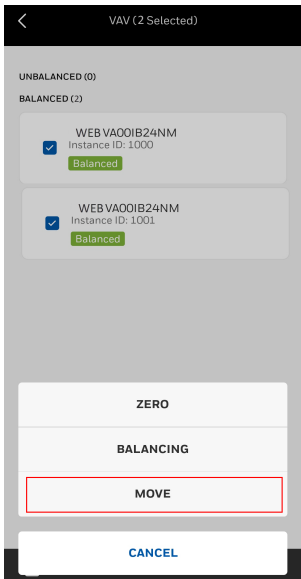 VAV (2 Selected)
UNBALANCED (0)
BALANCED (2)
WEB VA00IB24NM
Instance ID: 1000
Balanced
WEB VA00IB24NM
Instance ID: 1001
Balanced
ZERO
BALANCING
MOVE
CANCEL